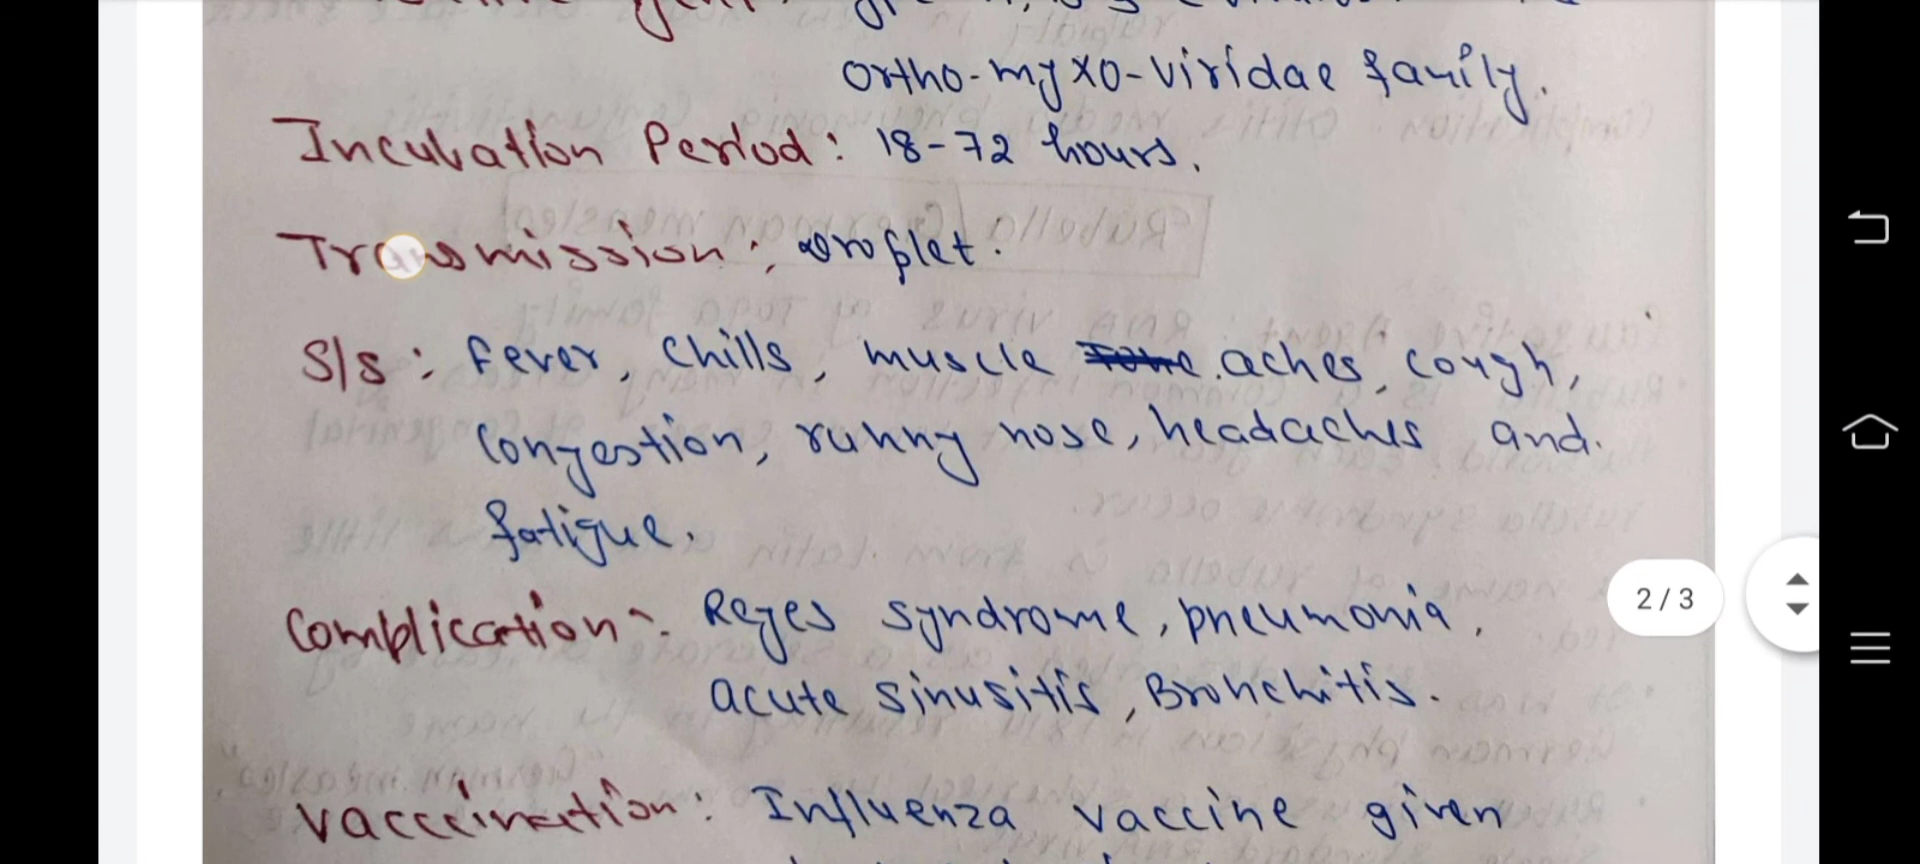 Ortho-myxo-viridae family.
Incubation Period: 18-72 hours.
Transmission: droplet.
S/s: Fever, chills, muscle aches, cough,
congestion, runny nose, headaches and
fatigue.
Complication: Reyes syndrome, pneumonia,
acute sinusitis, Bronchitis.
2/3
Vacccination: Influenza vaccine given